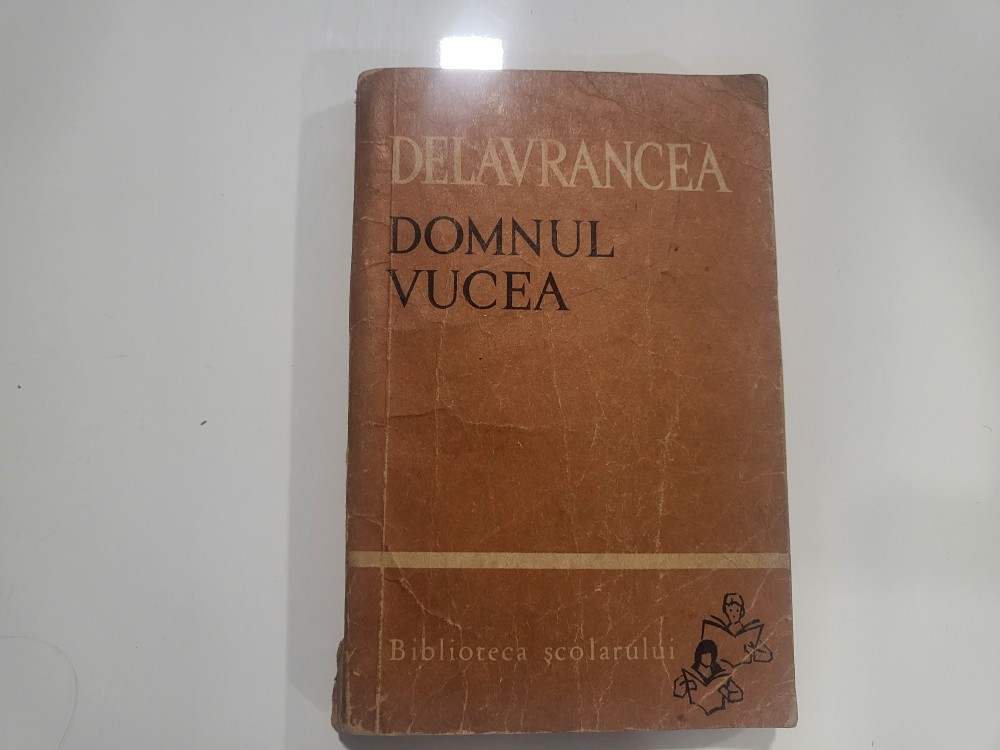 DELAVRANCEA
DOMNUL
VUCEA
Biblioteca școlarului